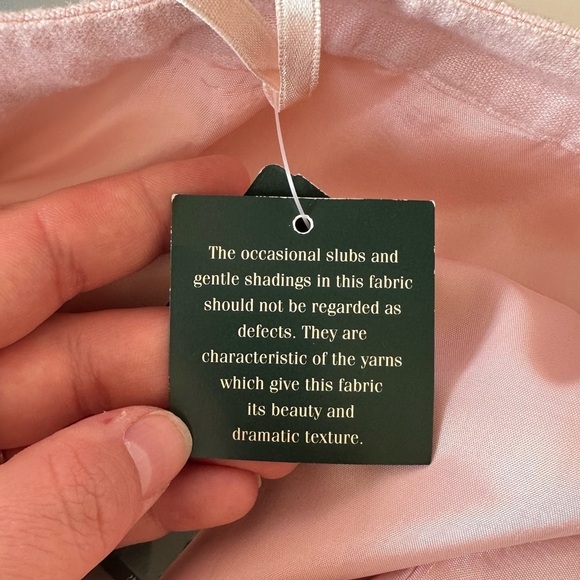 The occasional slubs and
gentle shadings in this fabric
should not be regarded as
defects. They are
characteristic of the yarns
which give this fabric
its beauty and
dramatic texture.